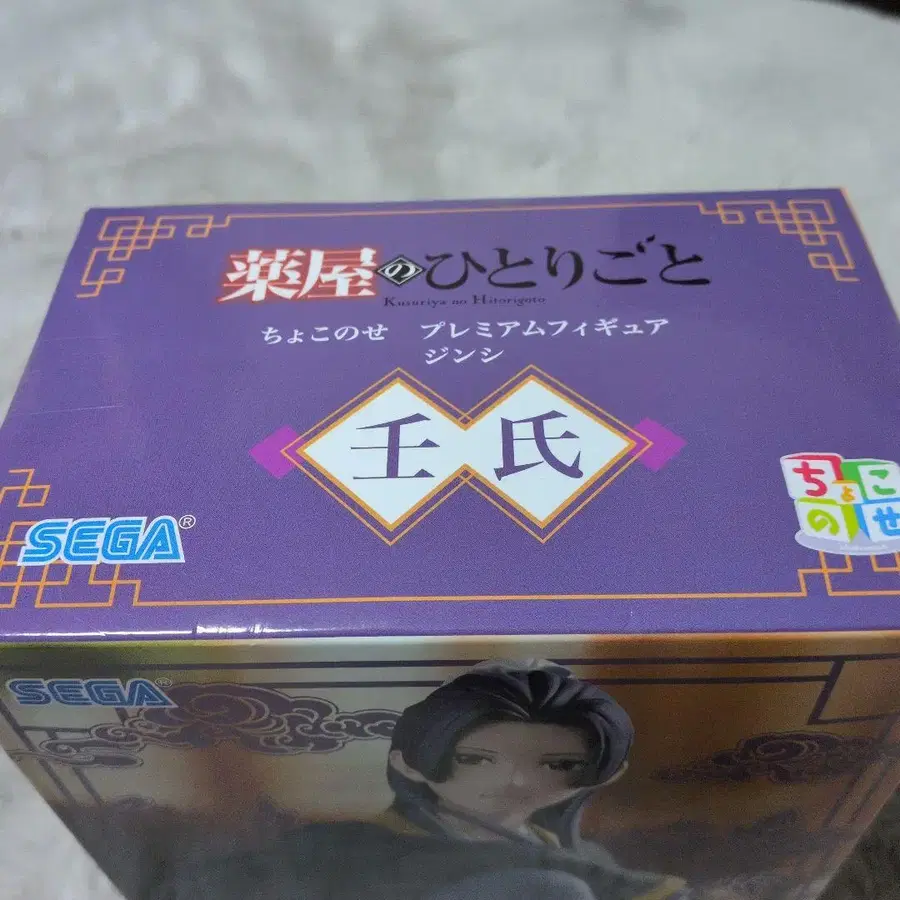 薬屋のひとりごと
Kusuriya no Hitorigoto
ちょこのせ プレミアムフィギュア
ジンシ
壬氏
SEGA®
ちょこ
のせ
SEGA®